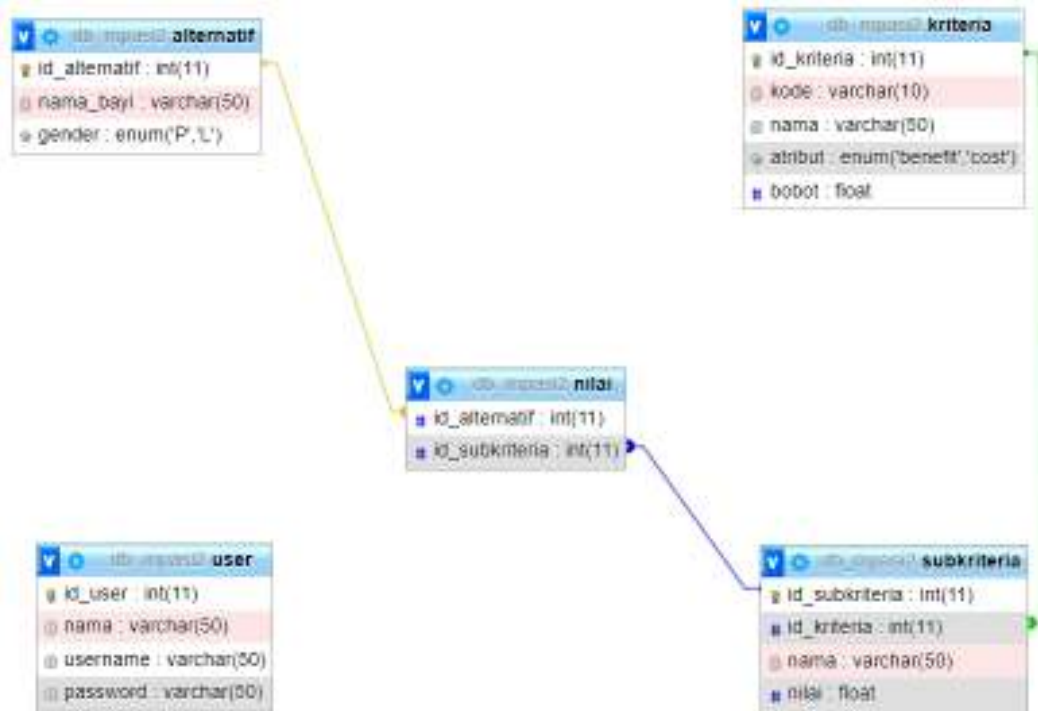 alternatif
id_alternatif : int(11)
nama_bayi : varchar(50)
gender : enum('P','L')
kriteria
id_kriteria : int(11)
kode : varchar(10)
nama : varchar(50)
atribut : enum('benefit','cost')
bobot : float
nilai
id_alternatif : int(11)
id_subkriteria : int(11)
user
id_user : int(11)
nama : varchar(50)
username : varchar(50)
password : varchar(50)
subkriteria
id_subkriteria : int(11)
id_kriteria : int(11)
nama : varchar(50)
nilai : float